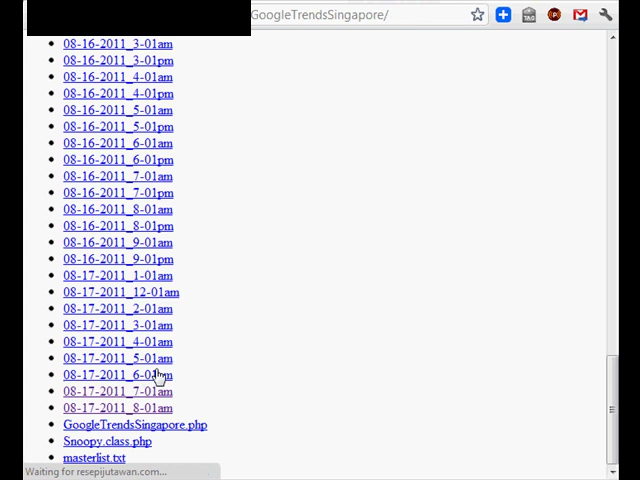 GoogleTrendsSingapore/
08-16-2011_3-01am
08-16-2011_3-01pm
08-16-2011_4-01am
08-16-2011_4-01pm
08-16-2011_5-01am
08-16-2011_5-01pm
08-16-2011_6-01am
08-16-2011_6-01pm
08-16-2011_7-01am
08-16-2011_7-01pm
08-16-2011_8-01am
08-16-2011_8-01pm
08-16-2011_9-01am
08-16-2011_9-01pm
08-17-2011_1-01am
08-17-2011_12-01am
08-17-2011_2-01am
08-17-2011_3-01am
08-17-2011_4-01am
08-17-2011_5-01am
08-17-2011_6-01am
08-17-2011_7-01am
08-17-2011_8-01am
GoogleTrendsSingapore.php
Snoopy.class.php
masterlist.txt
Waiting for resepijutawan.com...